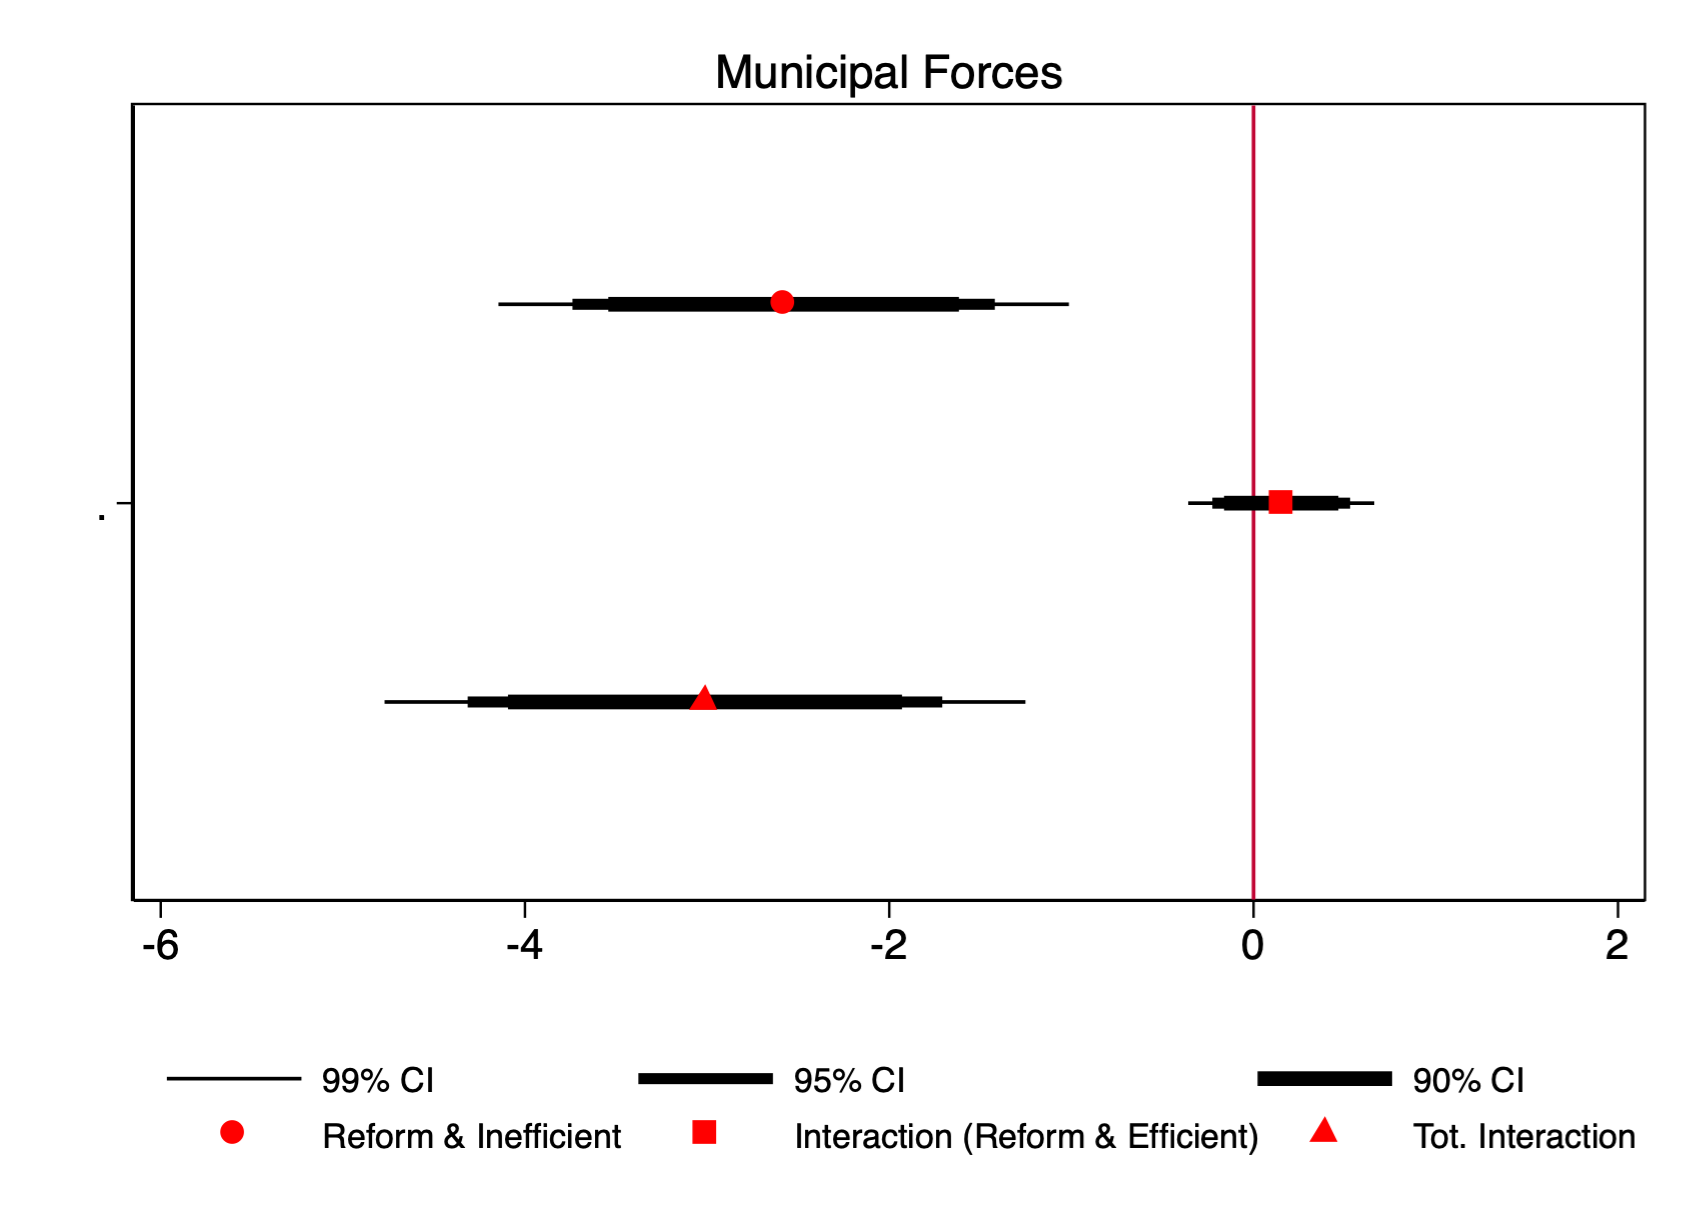 Municipal Forces
.
-6 -4 -2 0 2
99% CI 95% CI 90% CI
Reform & Inefficient Interaction (Reform & Efficient) Tot. Interaction